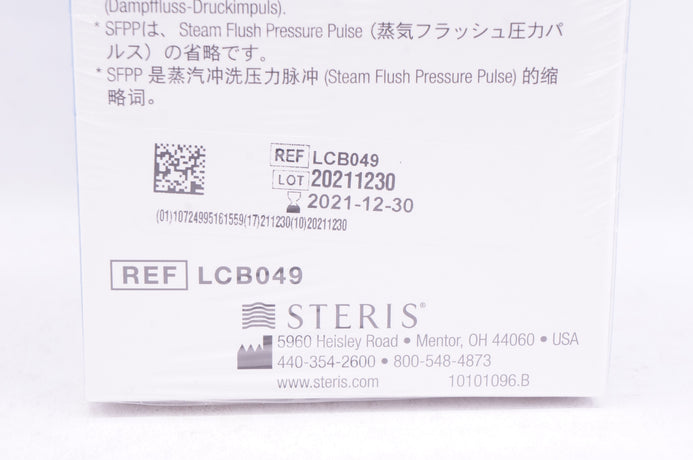 (Dampffluss-Druckimpuls).
* SFPPは、Steam Flush Pressure Pulse（蒸気フラッシュ圧力パ
ルス）の省略です。
* SFPP 是蒸汽冲洗压力脉冲 (Steam Flush Pressure Pulse) 的缩
略词。
REF LCB049
LOT 20211230
2021-12-30
(01)10724995161559(17)211230(10)20211230
REF LCB049
STERIS®
5960 Heisley Road • Mentor, OH 44060 • USA
440-354-2600 • 800-548-4873
www.steris.com 10101096.B